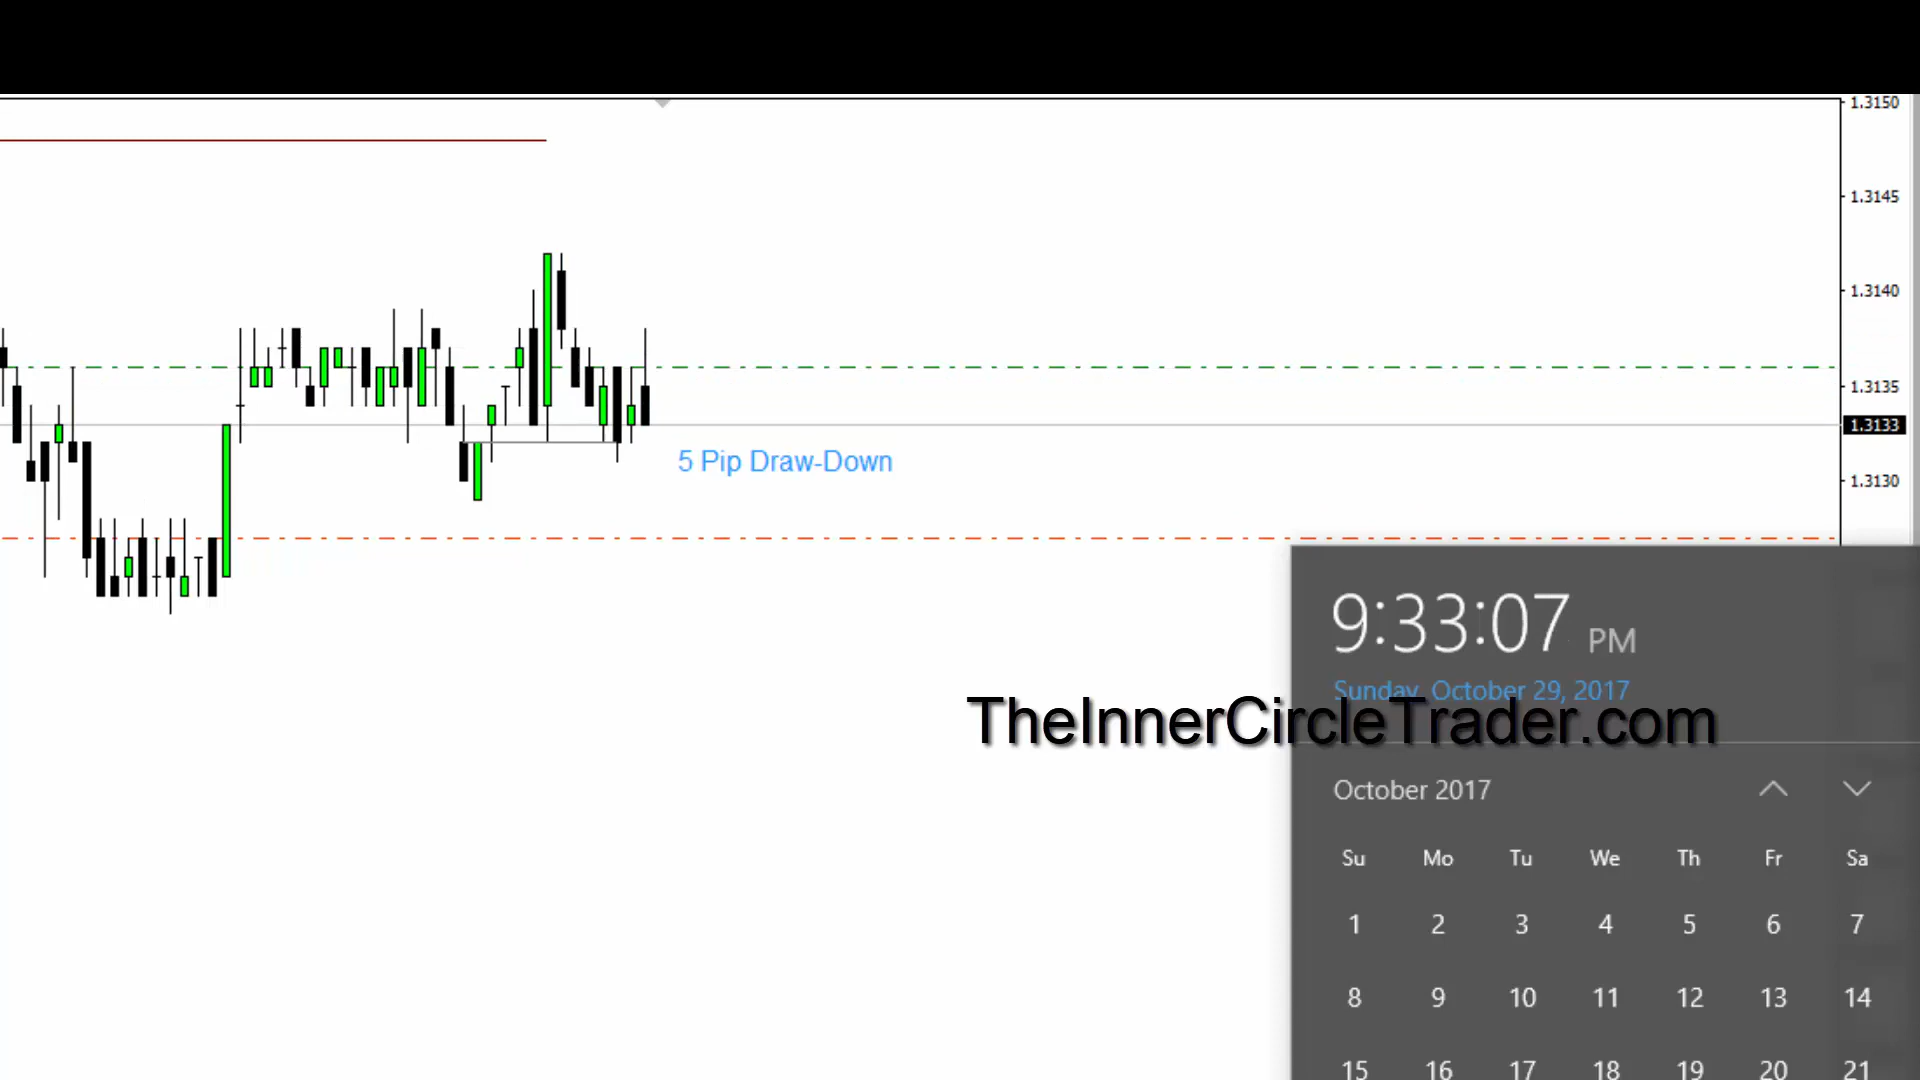 1.3150
1.3145
1.3140
1.3135
1.3133
5 Pip Draw-Down
1.3130
9:33:07 PM
Sunday, October 29, 2017
TheInnerCircleTrader.com
October 2017
Su Mo Tu We Th Fr Sa
1 2 3 4 5 6 7
8 9 10 11 12 13 14
15 16 17 18 19 20 21